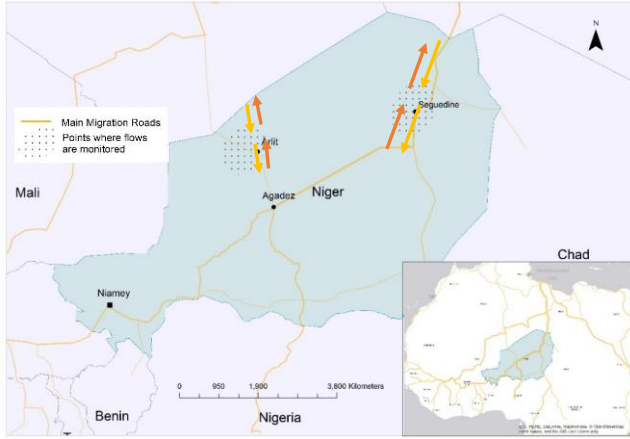 N
Seguedine
Main Migration Roads
Points where flows
are monitored
Arlit
Mali
Agadez
Niger
Chad
Niamey
0 950 1,900 3,800 Kilometers
Benin
Nigeria